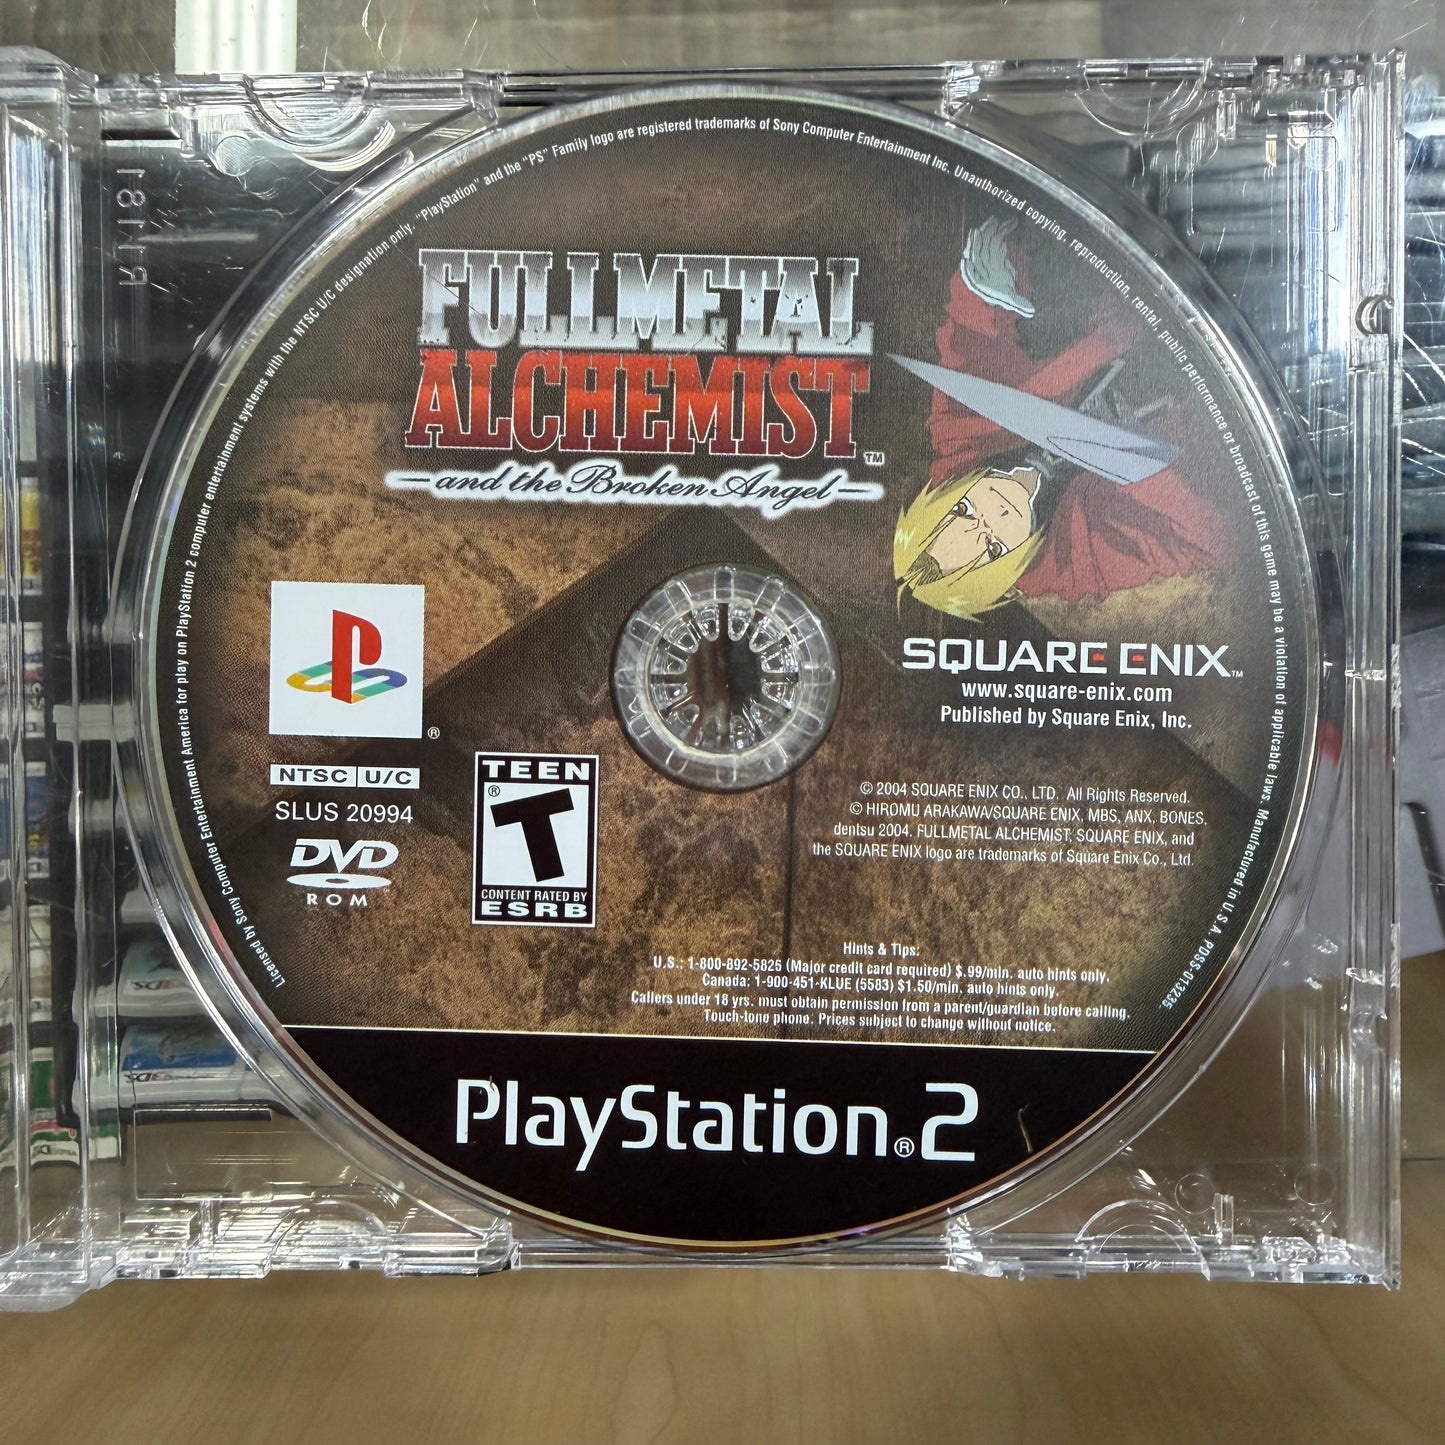 "PlayStation" and the "PS" Family logo are registered trademarks of Sony Computer Entertainment Inc. Unauthorized copying, reproduction, rental, public performance or broadcast of this game may be a violation of applicable laws. Manufactured in U.S.A. PDSS-013235.
Licensed by Sony Computer Entertainment America for play on PlayStation 2 computer entertainment systems with the NTSC U/C designation only.
FULLMETAL
ALCHEMIST™
and the Broken Angel
SQUARE ENIX™
www.square-enix.com
Published by Square Enix, Inc.
®
NTSC U/C
SLUS 20994
DVD
ROM
TEEN
®
T
CONTENT RATED BY
ESRB
© 2004 SQUARE ENIX CO., LTD. All Rights Reserved.
© HIROMU ARAKAWA/SQUARE ENIX, MBS, ANX, BONES,
dentsu 2004. FULLMETAL ALCHEMIST, SQUARE ENIX, and
the SQUARE ENIX logo are trademarks of Square Enix Co., Ltd.
Hints & Tips:
U.S.: 1-800-892-5825 (Major credit card required) $.99/min. auto hints only.
Canada: 1-900-451-KLUE (5583) $1.50/min. auto hints only.
Callers under 18 yrs. must obtain permission from a parent/guardian before calling.
Touch-tone phone. Prices subject to change without notice.
PlayStation®2